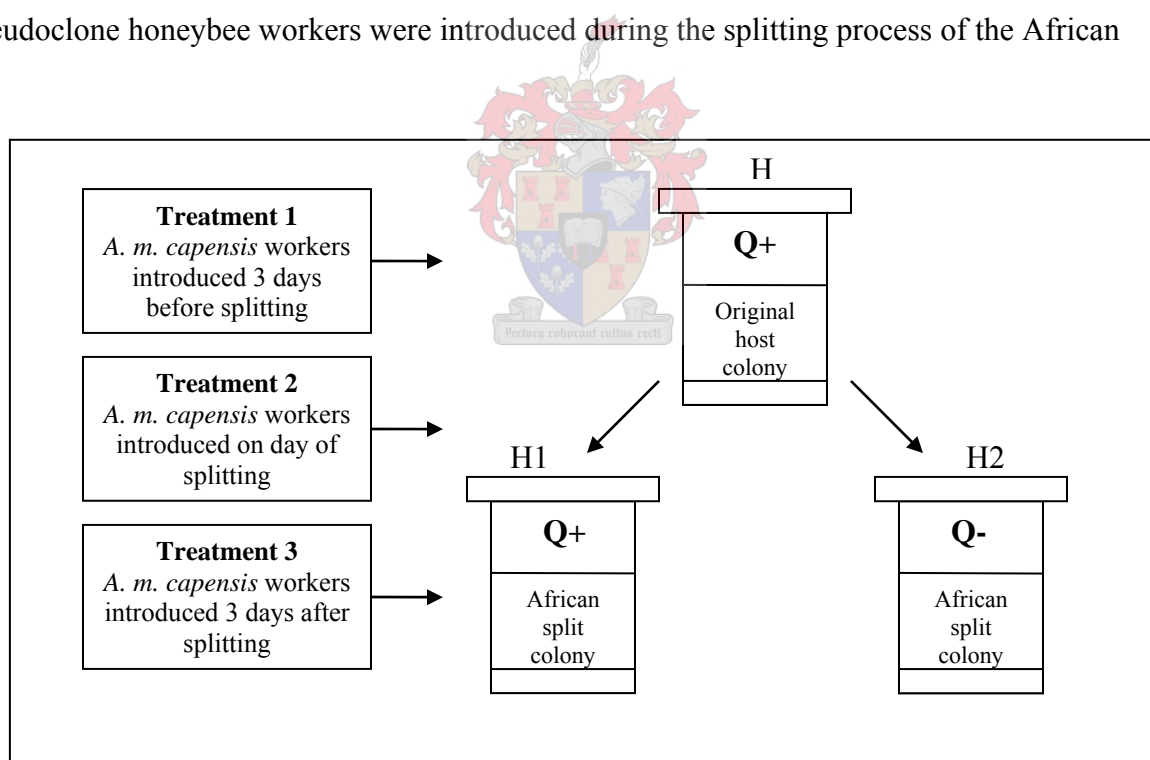 eudoclone honeybee workers were introduced during the splitting process of the African
H
Treatment 1
A. m. capensis workers
introduced 3 days
before splitting
Q+
Original
host
colony
Pectora roborant cultus recti
Treatment 2
A. m. capensis workers
introduced on day of
splitting
H1
H2
Treatment 3
A. m. capensis workers
introduced 3 days after
splitting
Q+
African
split
colony
Q-
African
split
colony